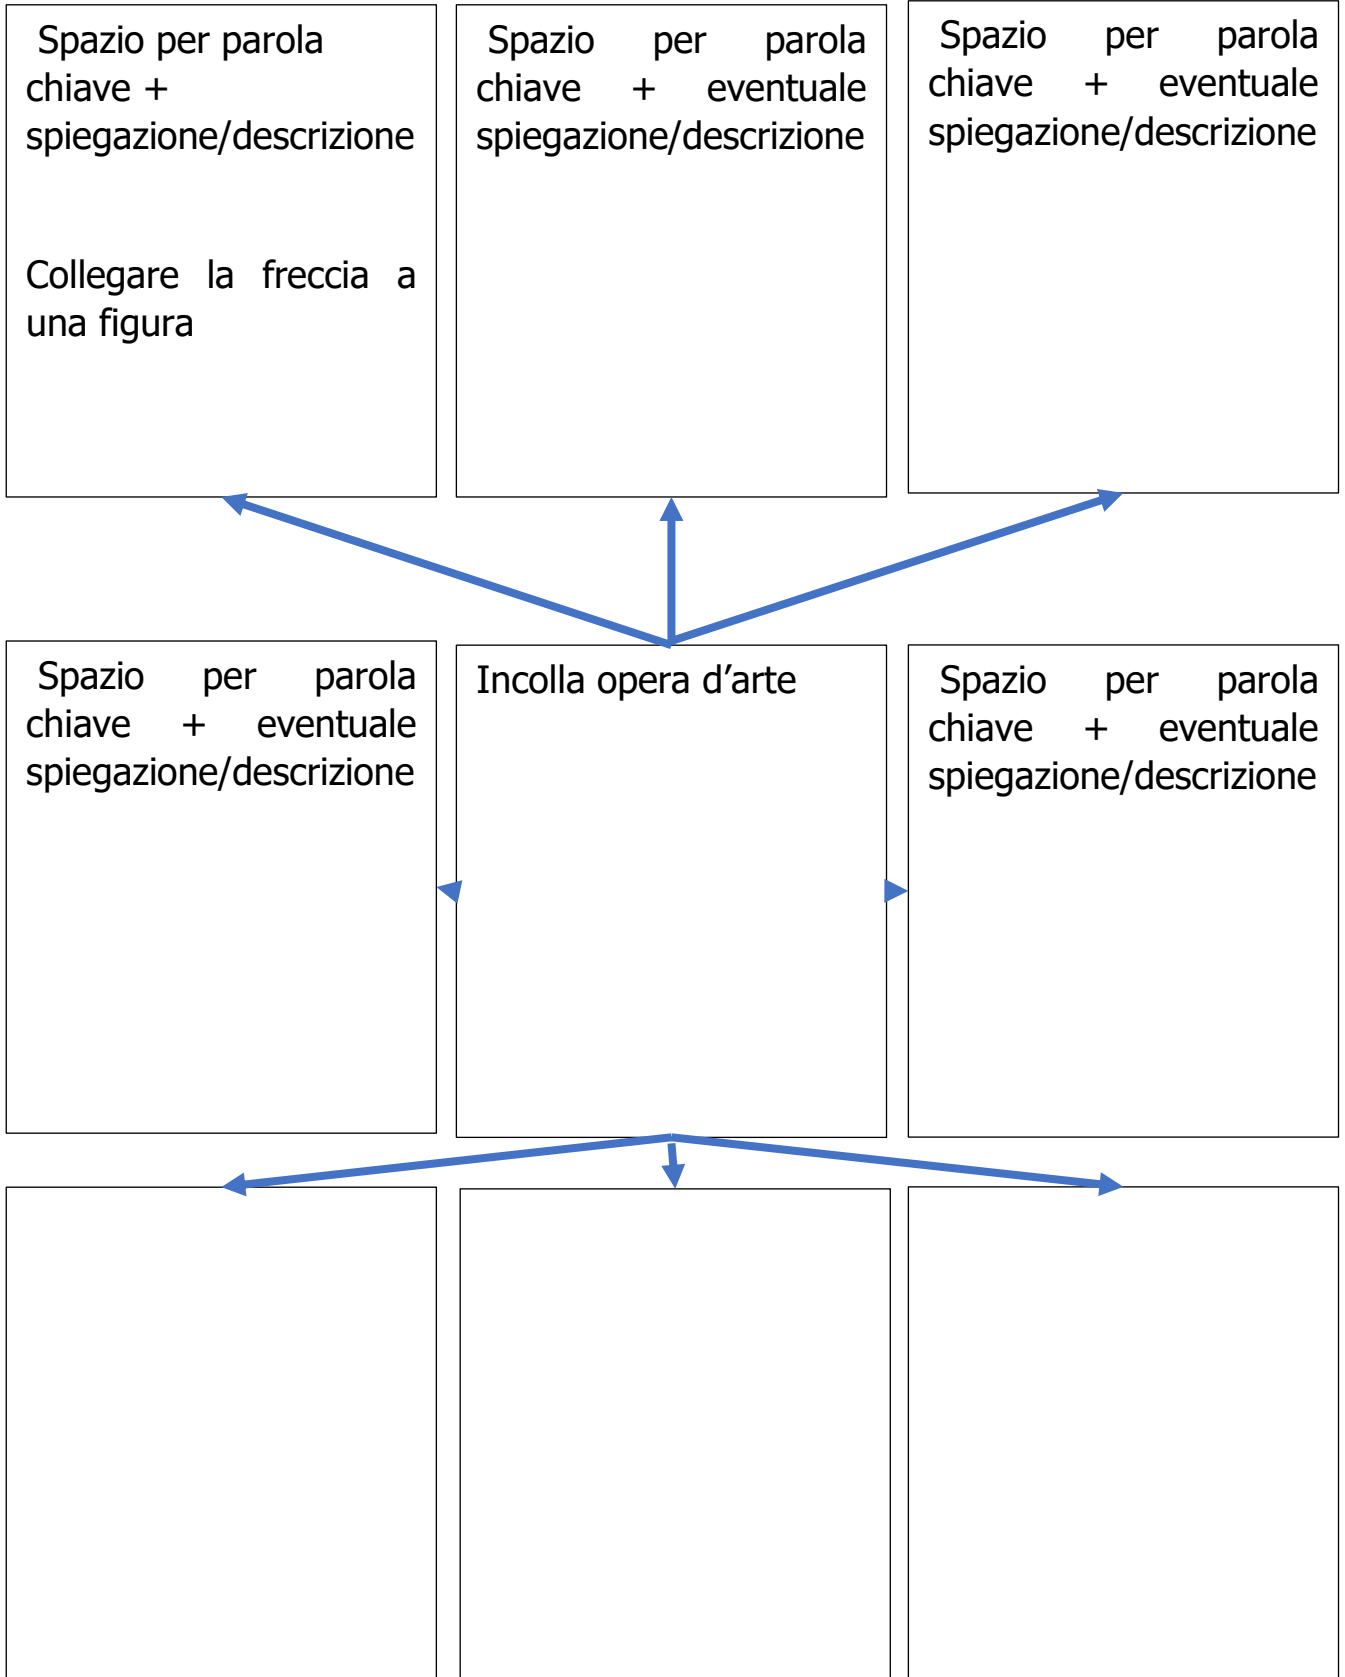 Spazio per parola
chiave +
spiegazione/descrizione
Collegare la freccia a
una figura
Spazio per parola
chiave + eventuale
spiegazione/descrizione
Spazio per parola
chiave + eventuale
spiegazione/descrizione
Spazio per parola
chiave + eventuale
spiegazione/descrizione
Incolla opera d’arte
Spazio per parola
chiave + eventuale
spiegazione/descrizione